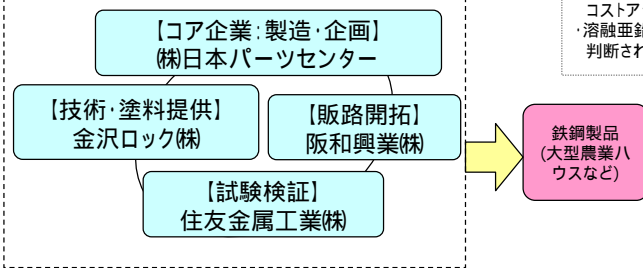 コストア
･溶融亜鉛
判断され
【コア企業:製造･企画】
㈱日本パーツセンター
【技術･塗料提供】
金沢ロック㈱
【販路開拓】
阪和興業㈱
【試験検証】
住友金属工業㈱
鉄鋼製品
(大型農業ハ
ウスなど)